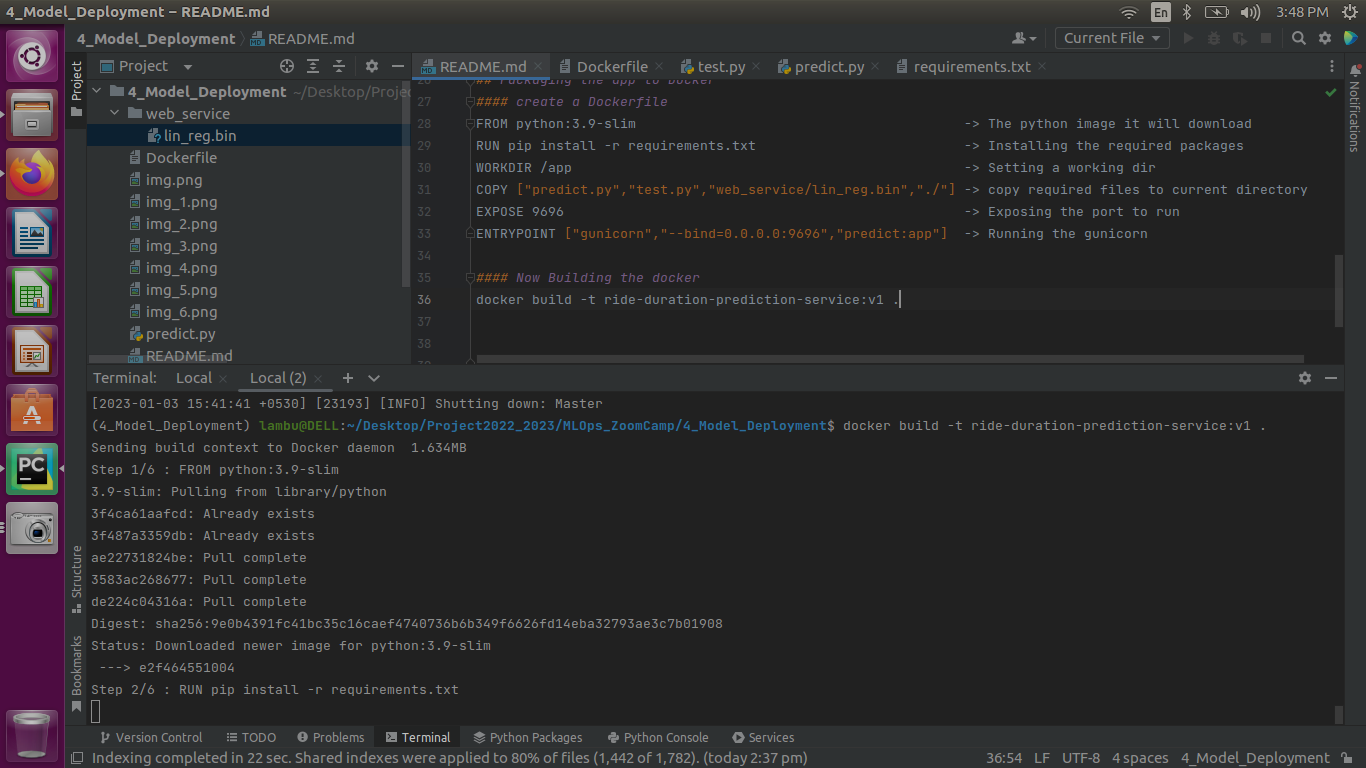 4_Model_Deployment – README.md
En
3:48 PM
4_Model_Deployment
README.md
Current File
Project
Project
README.md
Dockerfile
test.py
predict.py
requirements.txt
4_Model_Deployment ~/Desktop/Projec
web_service
lin_reg.bin
Dockerfile
img.png
img_1.png
img_2.png
img_3.png
img_4.png
img_5.png
img_6.png
predict.py
README.md
## Packaging the app to Docker
27 #### create a Dockerfile
28 FROM python:3.9-slim -> The python image it will download
29 RUN pip install -r requirements.txt -> Installing the required packages
30 WORKDIR /app -> Setting a working dir
31 COPY ["predict.py","test.py","web_service/lin_reg.bin","./"] -> copy required files to current directory
32 EXPOSE 9696 -> Exposing the port to run
33 ENTRYPOINT ["gunicorn","--bind=0.0.0.0:9696","predict:app"] -> Running the gunicorn
34
35 #### Now Building the docker
36 docker build -t ride-duration-prediction-service:v1 .
37
38
Notifications
Terminal: Local Local (2)
[2023-01-03 15:41:41 +0530] [23193] [INFO] Shutting down: Master
(4_Model_Deployment) lambu@DELL:~/Desktop/Project2022_2023/MLOps_ZoomCamp/4_Model_Deployment$ docker build -t ride-duration-prediction-service:v1 .
Sending build context to Docker daemon 1.634MB
Step 1/6 : FROM python:3.9-slim
3.9-slim: Pulling from library/python
3f4ca61aafcd: Already exists
3f487a3359db: Already exists
ae22731824be: Pull complete
3583ac268677: Pull complete
de224c04316a: Pull complete
Digest: sha256:9e0b4391fc41bc35c16caef4740736b6b349f6626fd14eba32793ae3c7b01908
Status: Downloaded newer image for python:3.9-slim
---> e2f464551004
Step 2/6 : RUN pip install -r requirements.txt
Structure
Bookmarks
PC
Version Control TODO Problems Terminal Python Packages Python Console Services
Indexing completed in 22 sec. Shared indexes were applied to 80% of files (1,442 of 1,782). (today 2:37 pm)
36:54 LF UTF-8 4 spaces 4_Model_Deployment